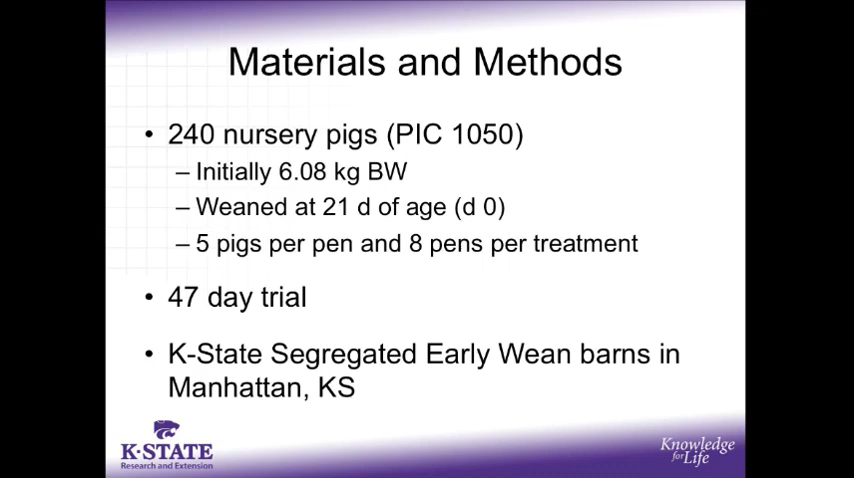 Materials and Methods
• 240 nursery pigs (PIC 1050)
– Initially 6.08 kg BW
– Weaned at 21 d of age (d 0)
– 5 pigs per pen and 8 pens per treatment
• 47 day trial
• K-State Segregated Early Wean barns in
Manhattan, KS
K-STATE
Research and Extension
Knowledge
for Life